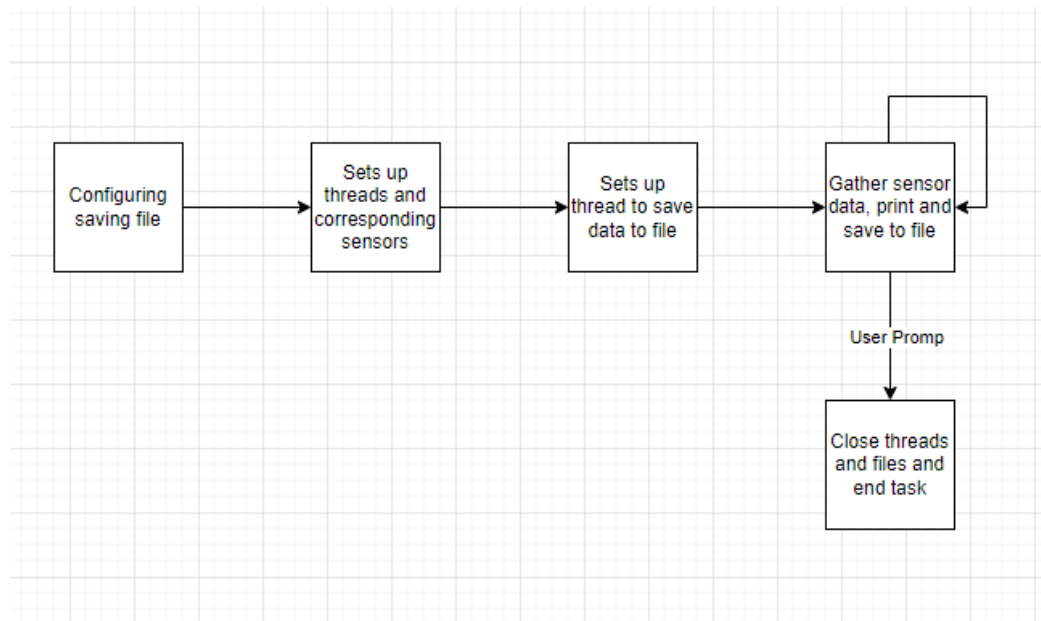 Configuring
saving file
Sets up
threads and
corresponding
sensors
Sets up
thread to save
data to file
Gather sensor
data, print and
save to file
User Promp
Close threads
and files and
end task